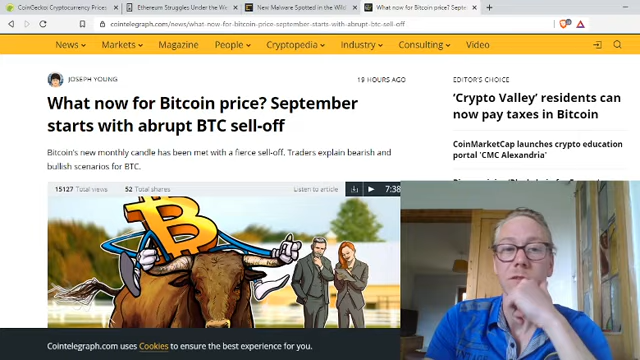 CoinGecko: Cryptocurrency Prices
Ethereum Struggles Under the We
New Malware Spotted in the Wild
What now for Bitcoin price? Septe
cointelegraph.com/news/what-now-for-bitcoin-price-september-starts-with-abrupt-btc-sell-off
News Markets Magazine People Cryptopedia Industry Consulting Video
JOSEPH YOUNG
19 HOURS AGO
What now for Bitcoin price? September
starts with abrupt BTC sell-off
Bitcoin's new monthly candle has been met with a fierce sell-off. Traders explain bearish and
bullish scenarios for BTC.
15127 Total views 52 Total shares
Listen to article
7:38
EDITOR'S CHOICE
'Crypto Valley' residents can
now pay taxes in Bitcoin
CoinMarketCap launches crypto education
portal 'CMC Alexandria'
Cointelegraph.com uses Cookies to ensure the best experience for you.